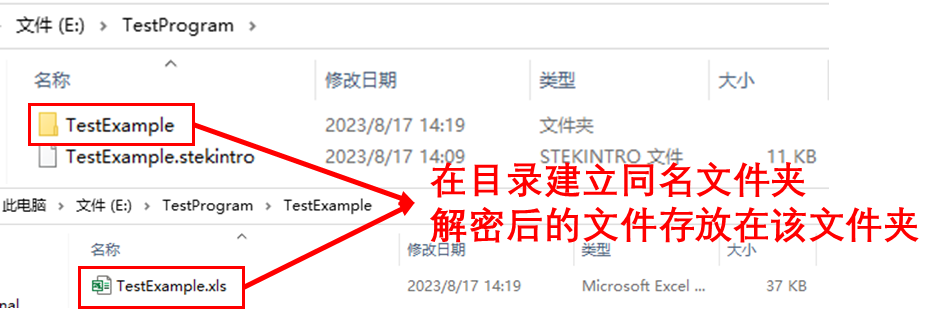 文件 (E:) › TestProgram ›
名称 修改日期 类型 大小
TestExample 2023/8/17 14:19 文件夹
TestExample.stekintro 2023/8/17 14:09 STEKINTRO 文件 11 KB
在目录建立同名文件夹
此电脑 › 文件 (E:) › TestProgram › TestExample
解密后的文件存放在该文件夹
名称 修改日期 类型 大小
TestExample.xls 2023/8/17 14:19 Microsoft Excel ... 37 KB
nal